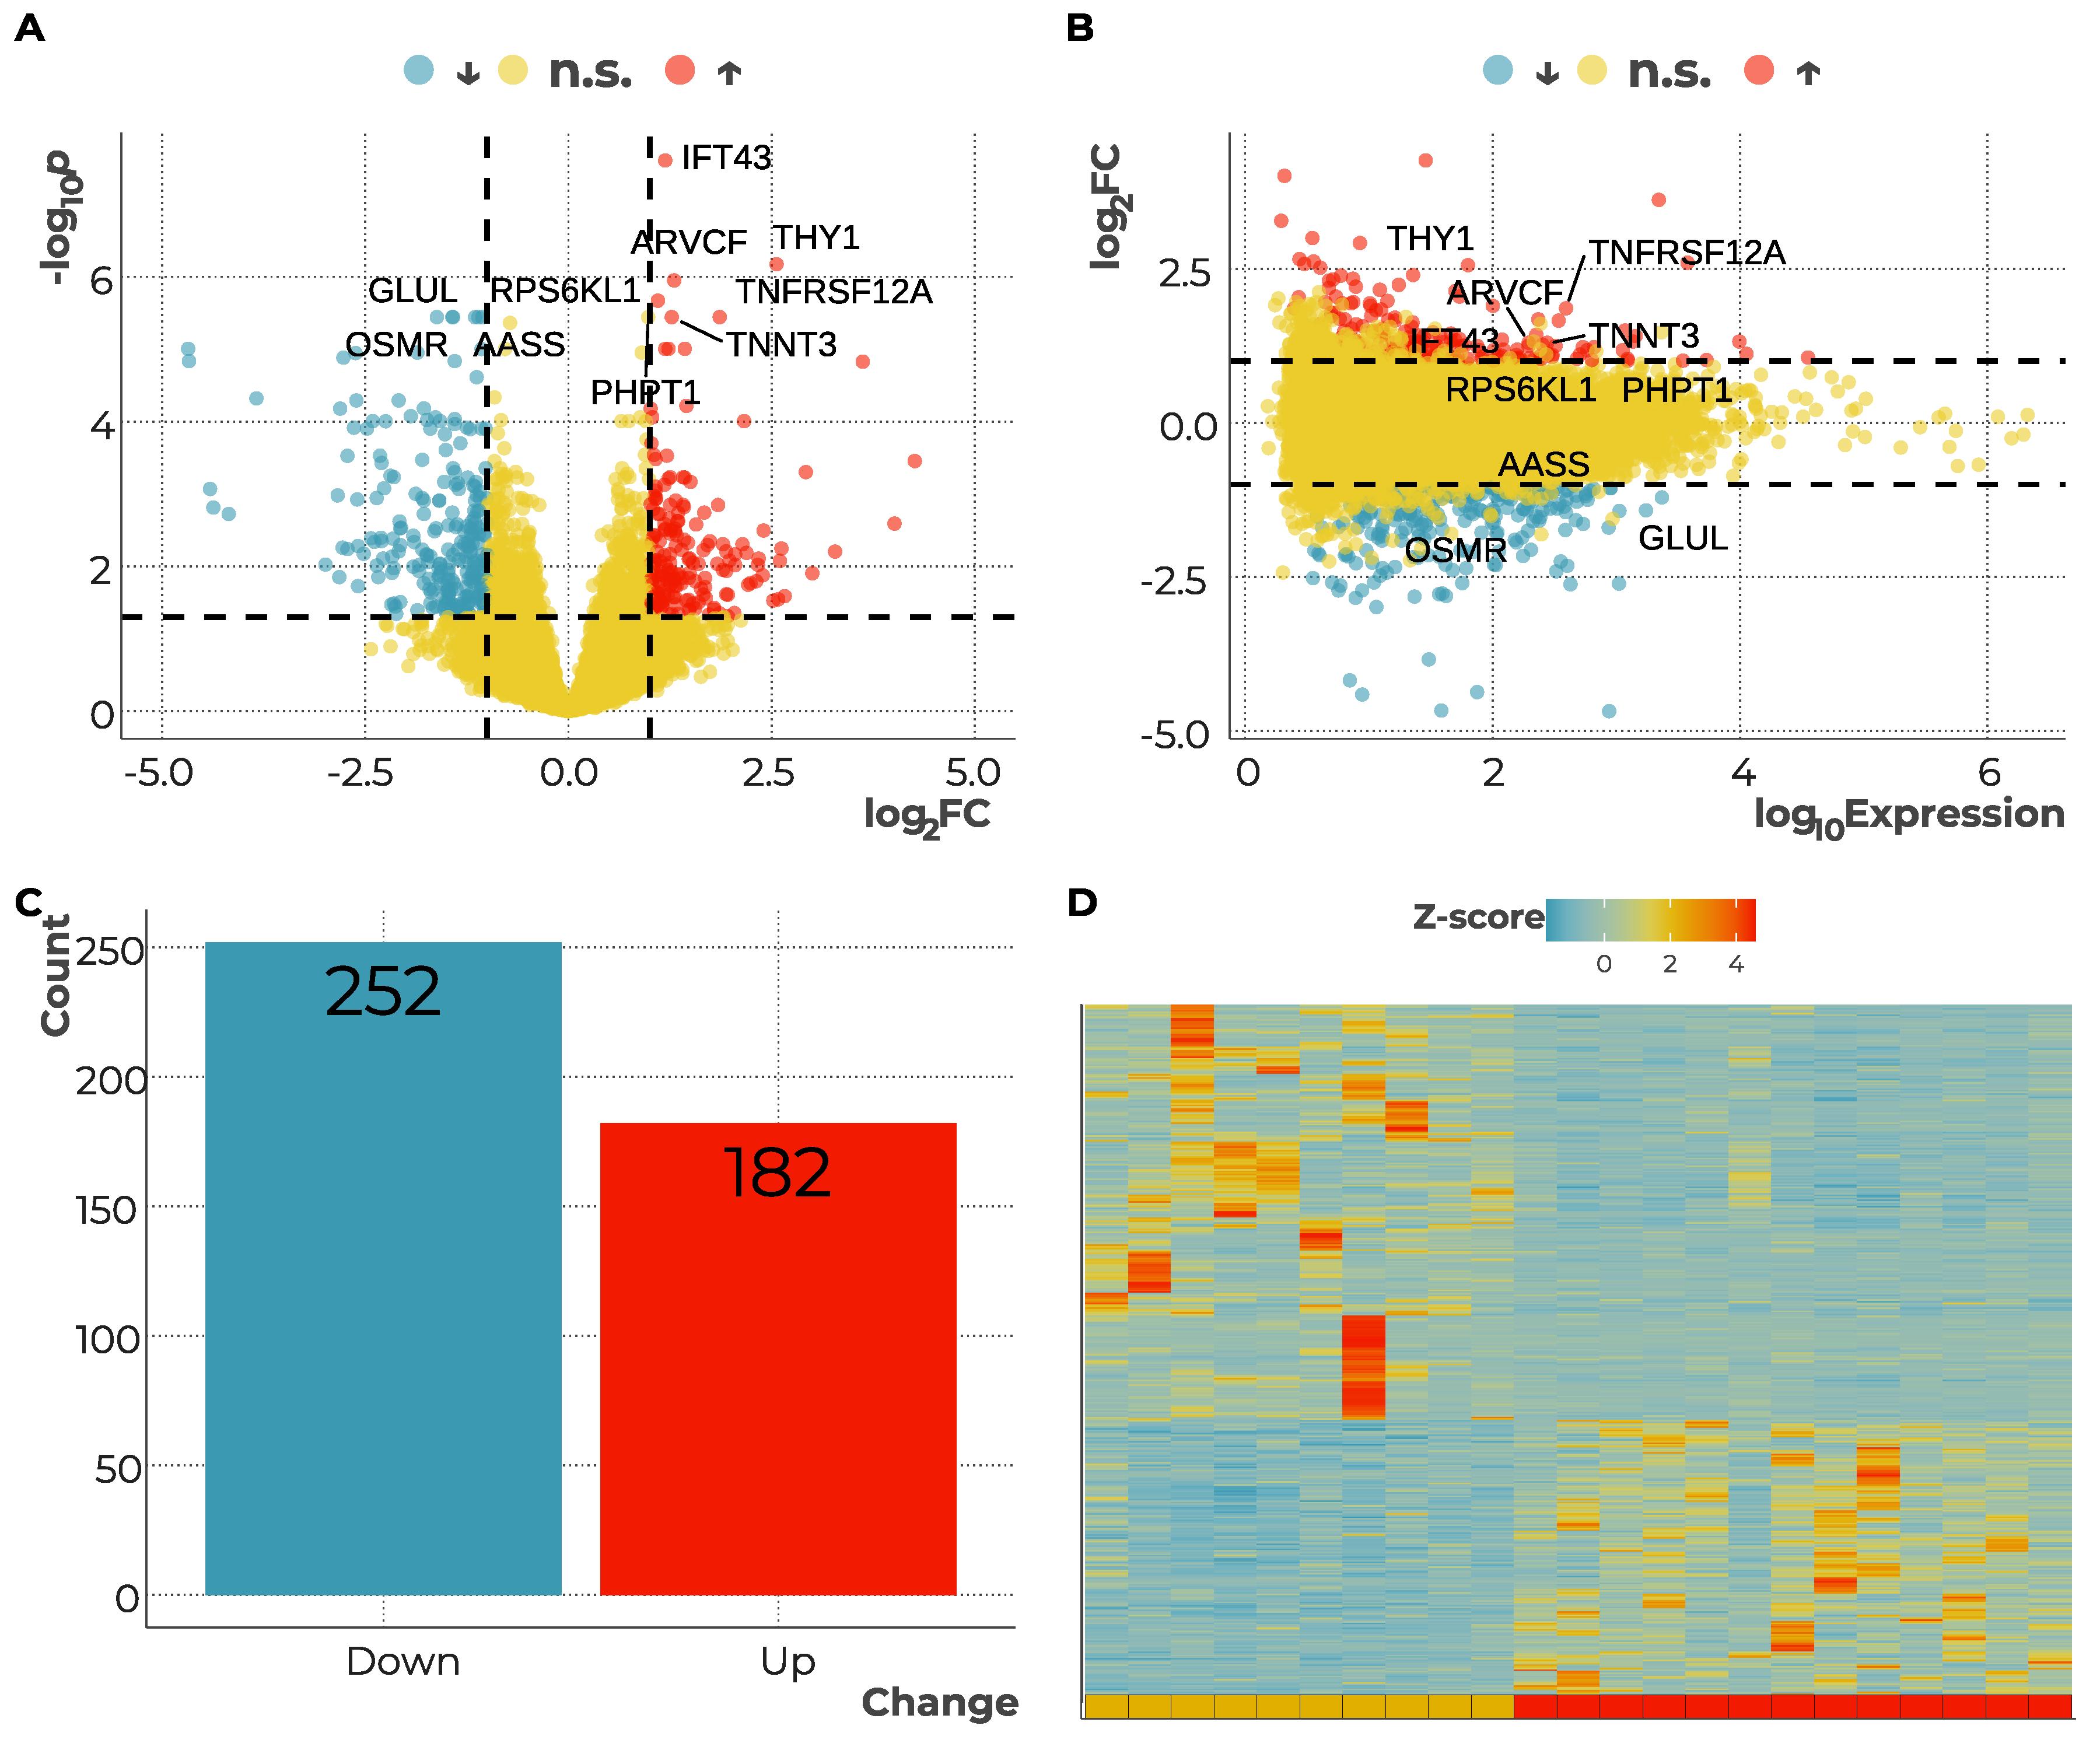 A
↓ n.s. ↑
-log10p
6
4
2
0
IFT43
ARVCF
THY1
GLUL
RPS6KL1
TNFRSF12A
OSMR
AASS
TNNT3
PHPT1
-5.0
-2.5
0.0
2.5
5.0
log2FC
B
↓ n.s. ↑
log2FC
2.5
0.0
-2.5
-5.0
THY1
TNFRSF12A
ARVCF
IFT43
TNNT3
RPS6KL1
PHPT1
AASS
GLUL
OSMR
0
2
4
6
log10Expression
C
Count
250
200
150
100
50
0
252
182
Down
Up
Change
D
Z-score
0
2
4